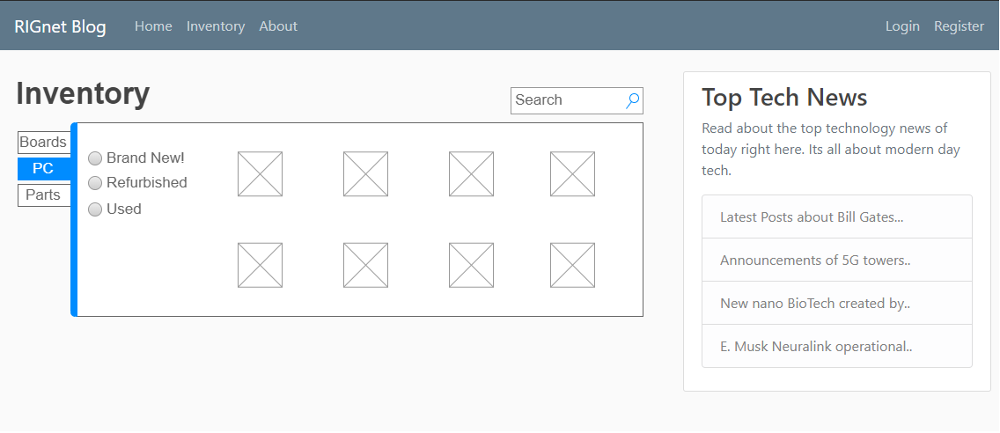 RIGnet Blog Home Inventory About Login Register
Inventory
Search
Boards
PC
Parts
Brand New!
Refurbished
Used
Top Tech News
Read about the top technology news of
today right here. Its all about modern day
tech.
Latest Posts about Bill Gates...
Announcements of 5G towers..
New nano BioTech created by..
E. Musk Neuralink operational..